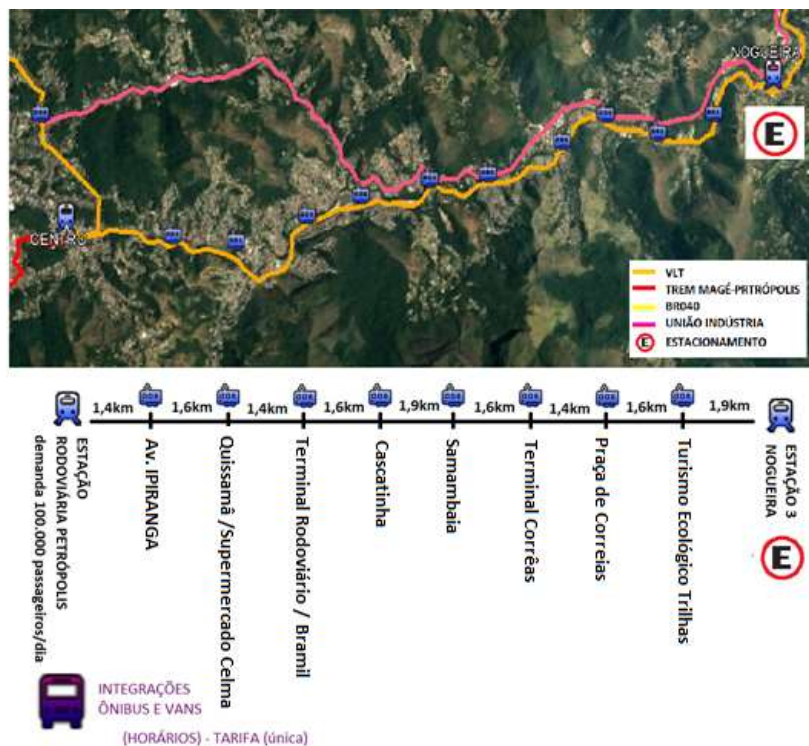 NOGUEIRA
E
CENTRO
VLT
TREM MAGÉ-PRTRÓPOLIS
BR040
UNIÃO INDÚSTRIA
E ESTACIONAMENTO
1,4km 1,6km 1,4km 1,6km 1,9km 1,6km 1,4km 1,6km 1,9km
ESTAÇÃO
RODOVIÁRIA PETRÓPOLIS
demanda 100.000 passageiros/dia
Av. IPIRANGA
Quissamã /Supermercado Celma
Terminal Rodoviário / Bramil
Cascatinha
Samambaia
Terminal Corrêas
Praça de Correias
Turismo Ecológico Trilhas
ESTAÇÃO 3
NOGUEIRA
E
INTEGRAÇÕES
ÔNIBUS E VANS
(HORÁRIOS) - TARIFA (única)